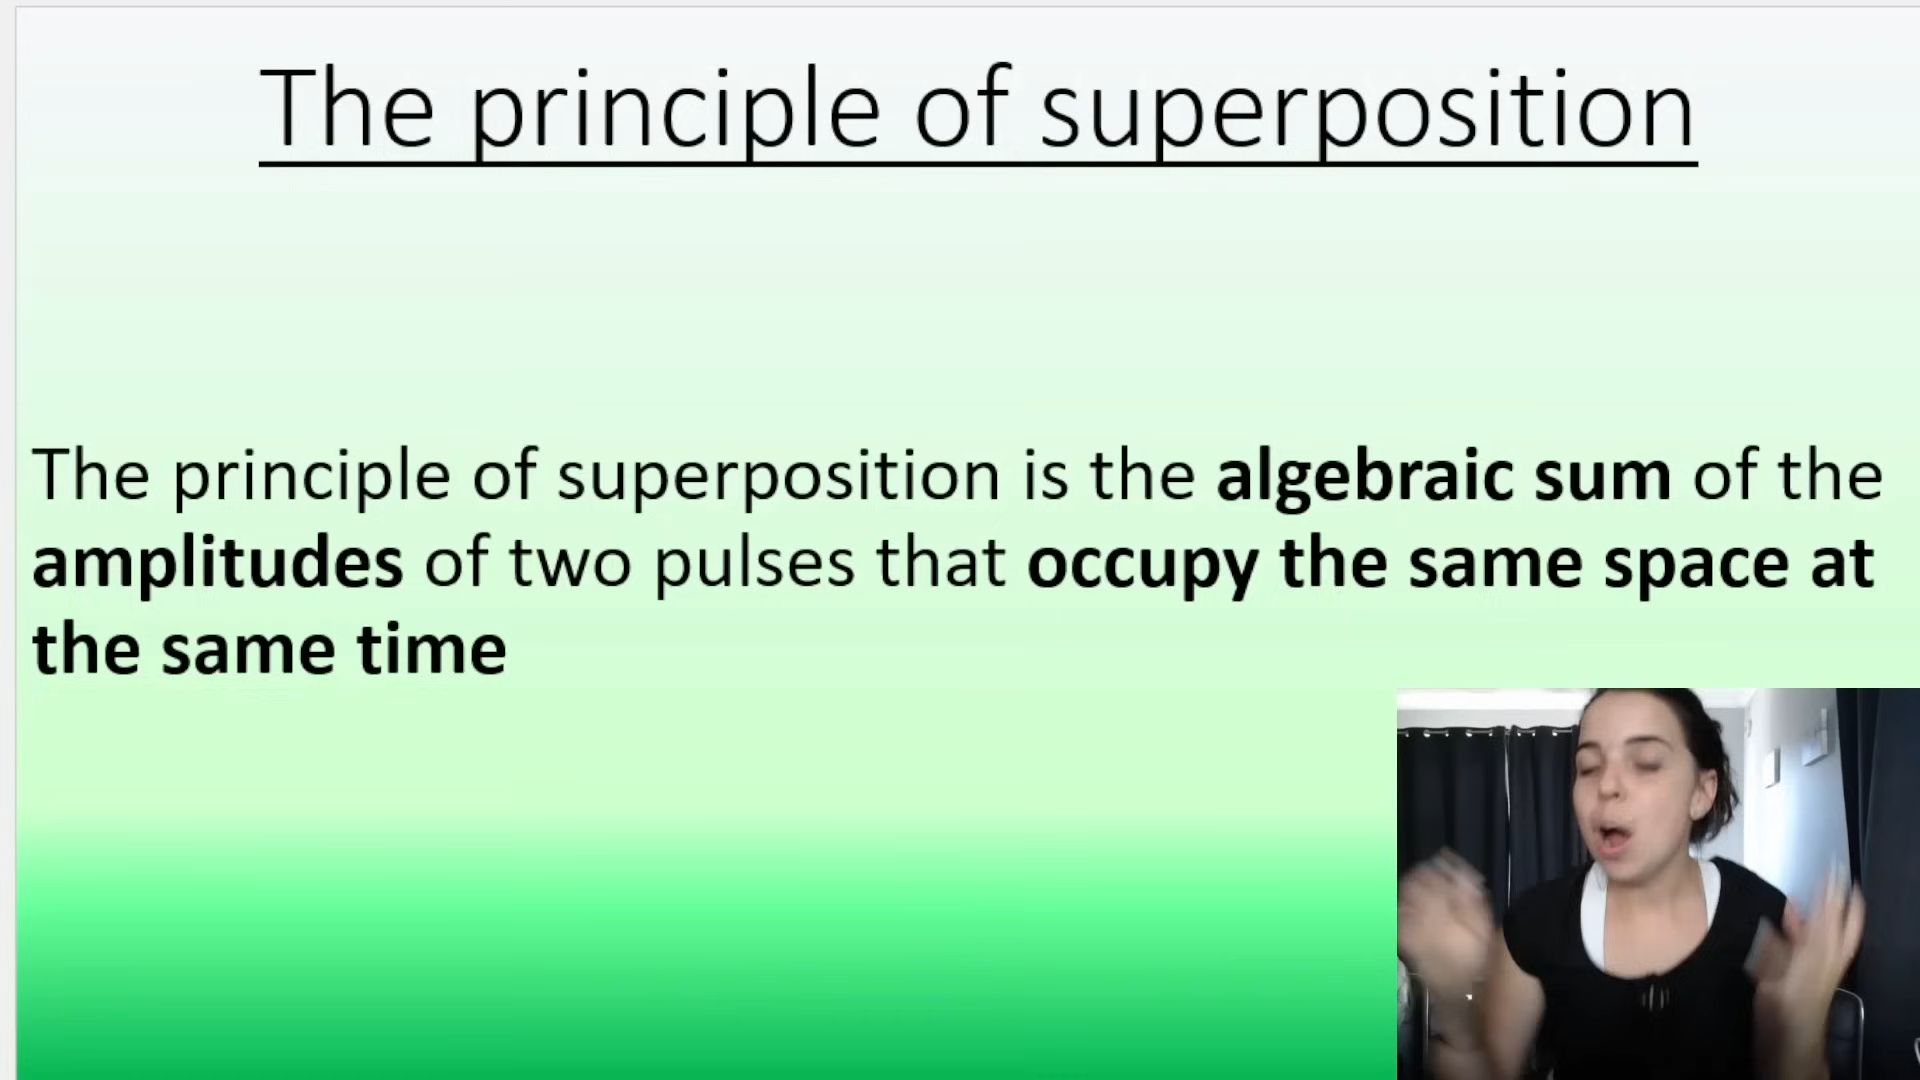 The principle of superposition
The principle of superposition is the algebraic sum of the
amplitudes of two pulses that occupy the same space at
the same time